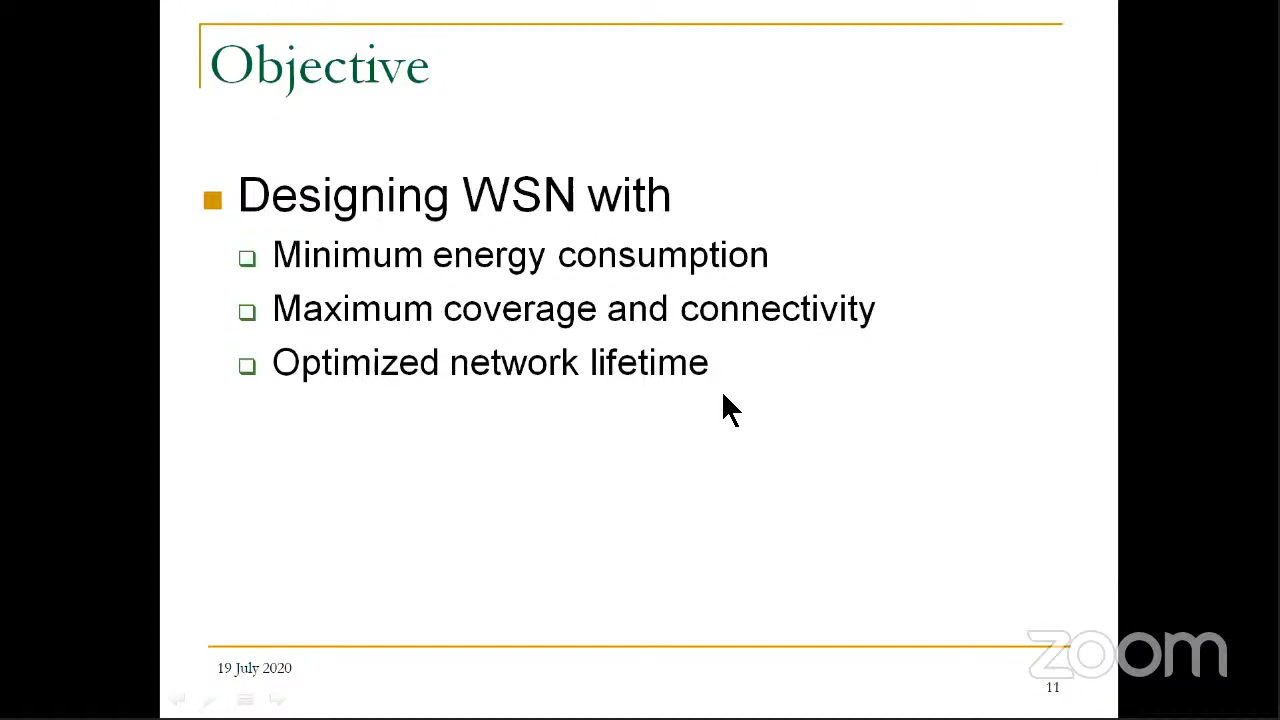 Objective
Designing WSN with
Minimum energy consumption
Maximum coverage and connectivity
Optimized network lifetime
19 July 2020
zoom
11